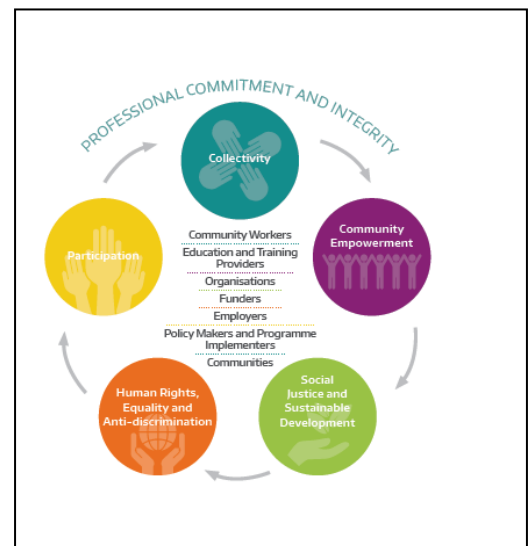 PROFESSIONAL COMMITMENT AND INTEGRITY
Collectivity
Community
Empowerment
Social
Justice and
Sustainable
Development
Human Rights,
Equality and
Anti-discrimination
Participation
Community Workers
Education and Training
Providers
Organisations
Funders
Employers
Policy Makers and Programme
Implementers
Communities